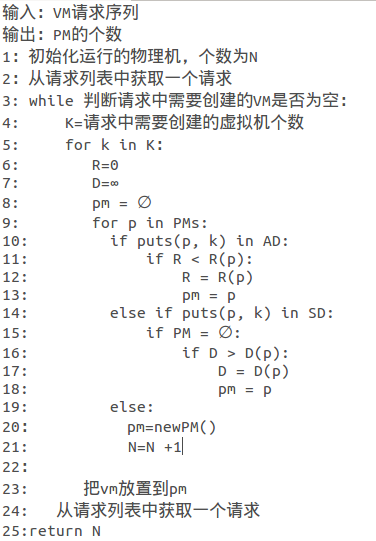 输入：VM请求序列
输出：PM的个数
1：初始化运行的物理机，个数为N
2：从请求列表中获取一个请求
3：while 判断请求中需要创建的VM是否为空：
4：K=请求中需要创建的虚拟机个数
5：for k in K:
6：R=0
7：D=∞
8：pm = ∅
9：for p in PMs:
10：if puts(p, k) in AD:
11：if R < R(p):
12：R = R(p)
13：pm = p
14：else if puts(p, k) in SD:
15：if PM = ∅:
16：if D > D(p):
17：D = D(p)
18：pm = p
19：else:
20：pm=newPM()
21：N=N +1
22：
23：把vm放置到pm
24：从请求列表中获取一个请求
25:return N